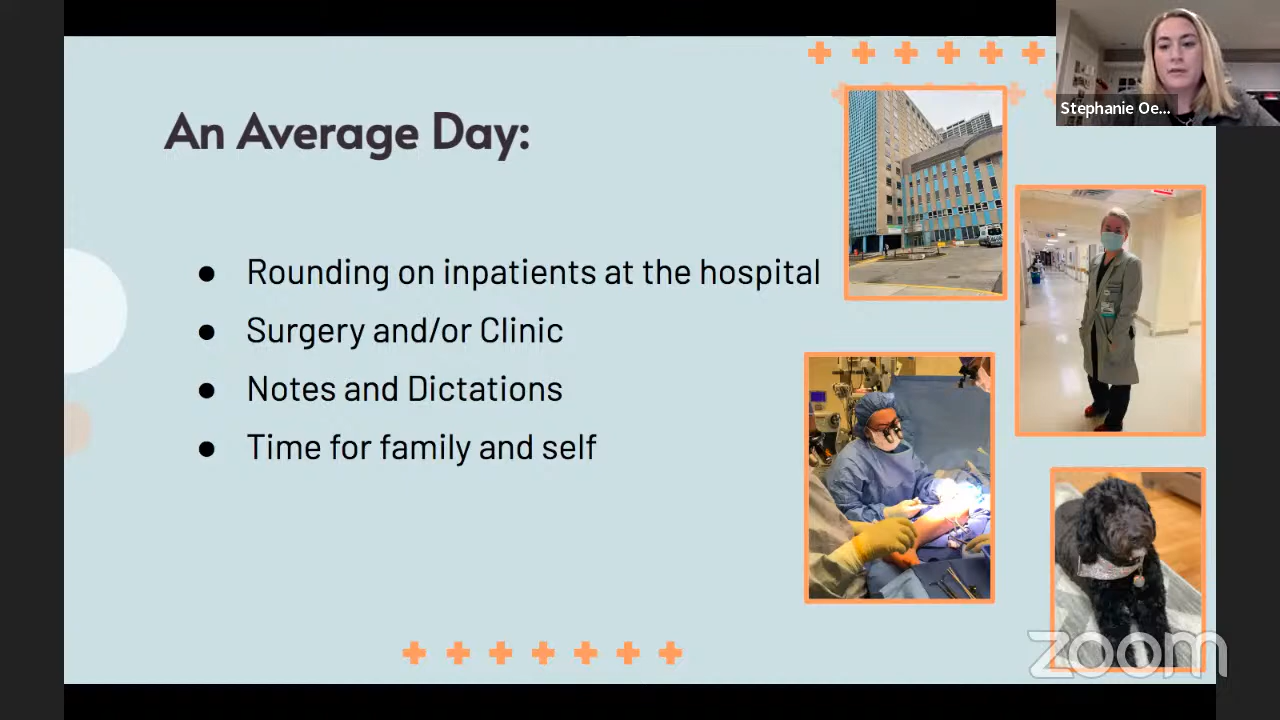 An Average Day:
Stephanie Oe...
● Rounding on inpatients at the hospital
● Surgery and/or Clinic
● Notes and Dictations
● Time for family and self
zoom